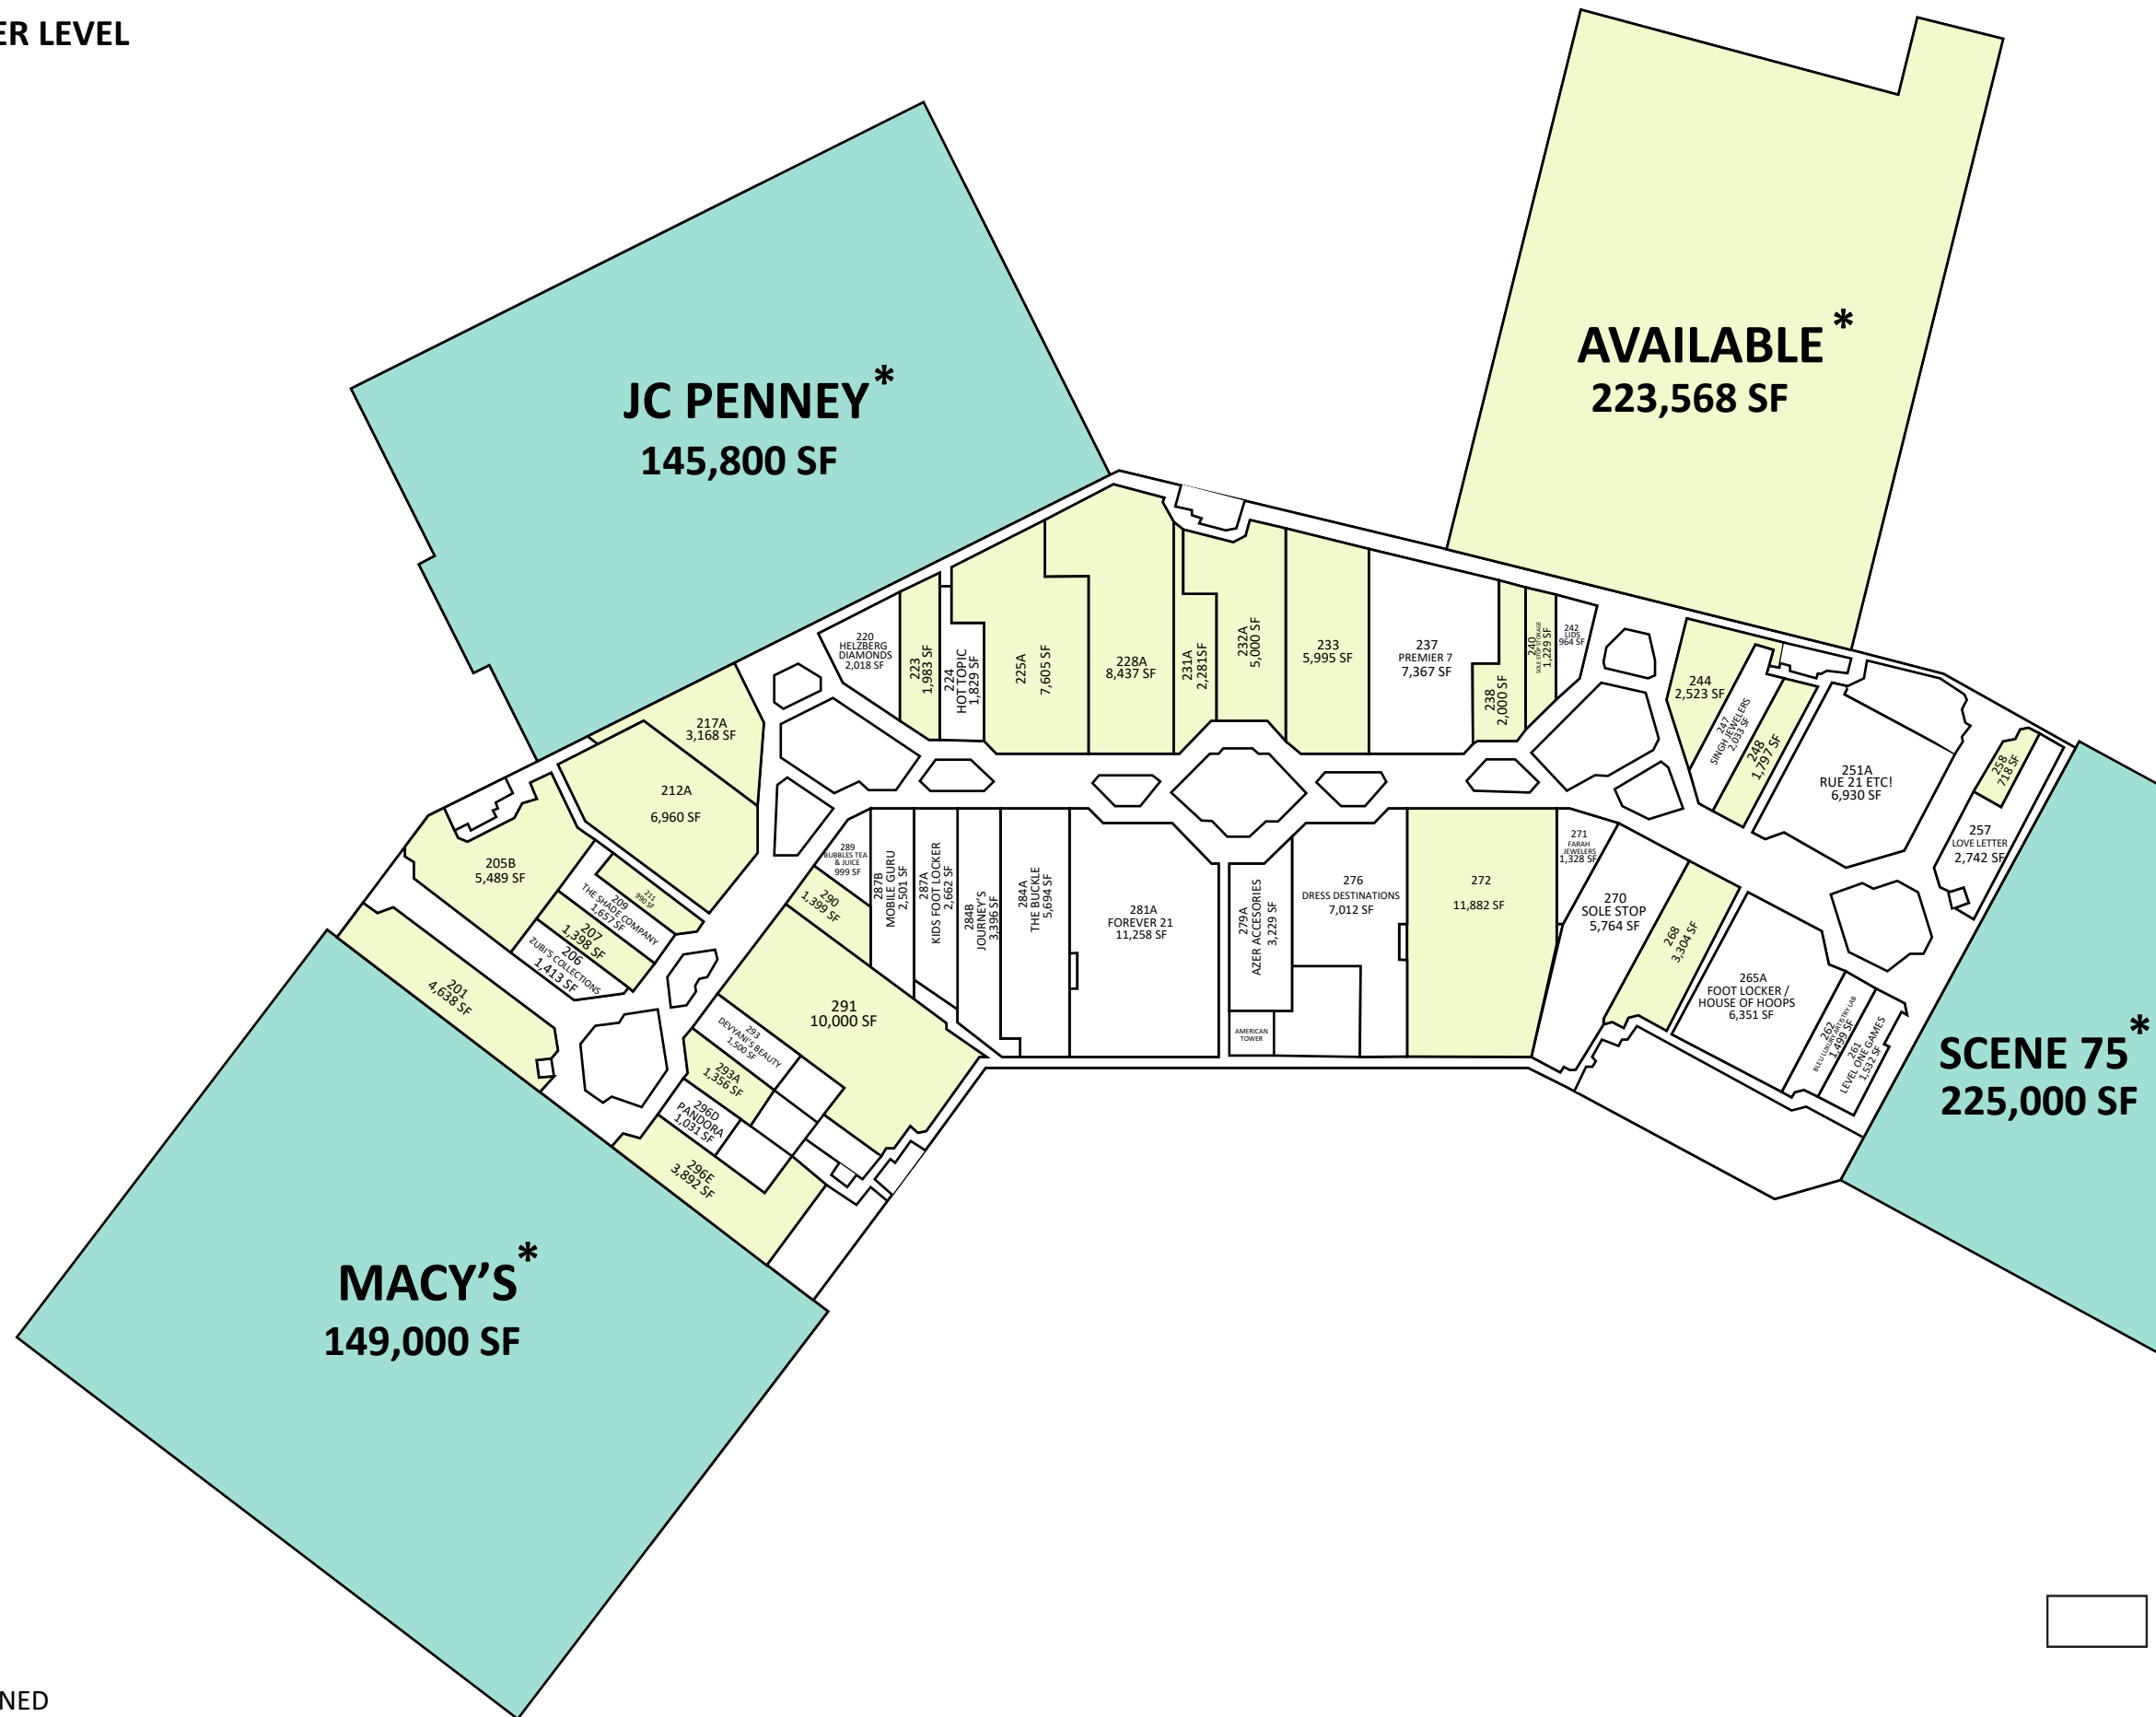 ER LEVEL
AVAILABLE*
223,568 SF
JC PENNEY*
145,800 SF
220
HELZBERG
DIAMONDS
2,018 SF
223
1,983 SF
224
HOT TOPIC
1,829 SF
225A
7,605 SF
228A
8,437 SF
231A
2,281SF
232A
5,000 SF
233
5,995 SF
237
PREMIER 7
7,367 SF
238
2,000 SF
240
SOLE STOP STORAGE
1,229 SF
242
LIDS
964 SF
244
2,523 SF
247
SINGH JEWELERS
2,033 SF
248
1,797 SF
251A
RUE 21 ETC!
6,930 SF
258
718 SF
257
LOVE LETTER
2,742 SF
217A
3,168 SF
212A
6,960 SF
205B
5,489 SF
211
990 SF
209
THE SHADE COMPANY
1,657 SF
207
1,398 SF
206
ZUBI'S COLLECTIONS
1,413 SF
201
4,638 SF
289
BUBBLES TEA
& JUICE
999 SF
290
1,399 SF
287B
MOBILE GURU
2,501 SF
287A
KIDS FOOT LOCKER
2,662 SF
284B
JOURNEY'S
3,396 SF
284A
THE BUCKLE
5,694 SF
281A
FOREVER 21
11,258 SF
279A
AZER ACCESORIES
3,229 SF
AMERICAN
TOWER
276
DRESS DESTINATIONS
7,012 SF
272
11,882 SF
271
FARAH
JEWELERS
1,328 SF
270
SOLE STOP
5,764 SF
268
3,304 SF
265A
FOOT LOCKER /
HOUSE OF HOOPS
6,351 SF
262
BLEU LUXURY ARTISTRY LAB
1,499 SF
261
LEVEL ONE GAMES
1,532 SF
291
10,000 SF
293
DEVYANI'S BEAUTY
1,500 SF
293A
1,356 SF
296D
PANDORA
1,031 SF
296E
3,892 SF
SCENE 75*
225,000 SF
MACY'S*
149,000 SF
NED